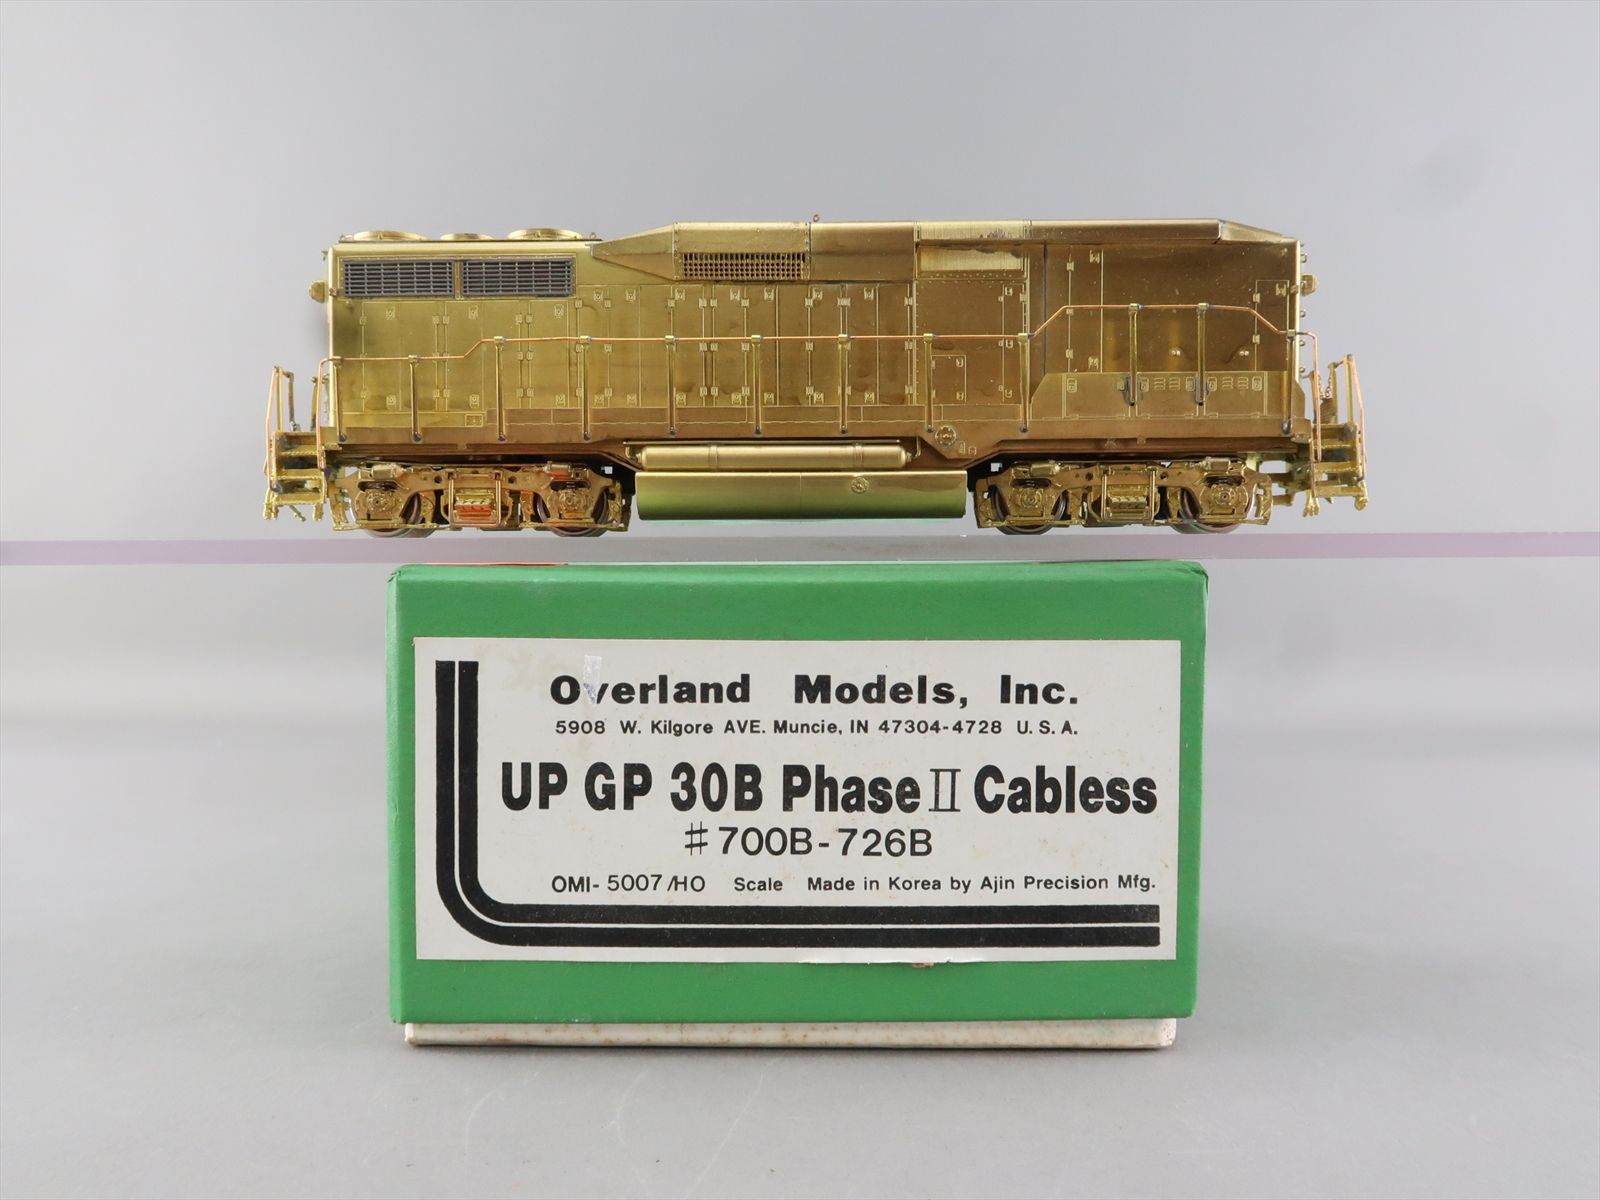 Overland Models, Inc.
5908 W. Kilgore AVE. Muncie, IN 47304-4728 U.S.A.
UP GP 30B Phase II Cabless
#700B-726B
OMI-5007/HO Scale Made in Korea by Ajin Precision Mfg.